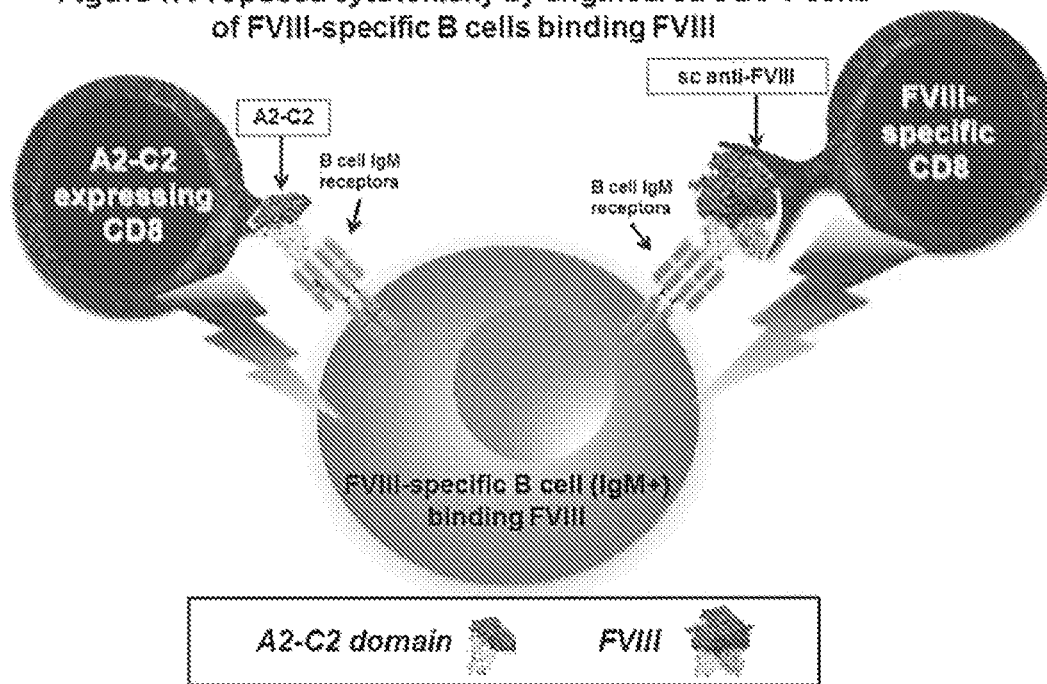 of FVIII-specific B cells binding FVIII
A2-C2
expressing
CD8
A2-C2
B cell IgM
receptors
sc anti-FVIII
B cell IgM
receptors
FVIII-
specific
CD8
FVIII-specific B cell (IgM+)
binding FVIII
A2-C2 domain
FVIII